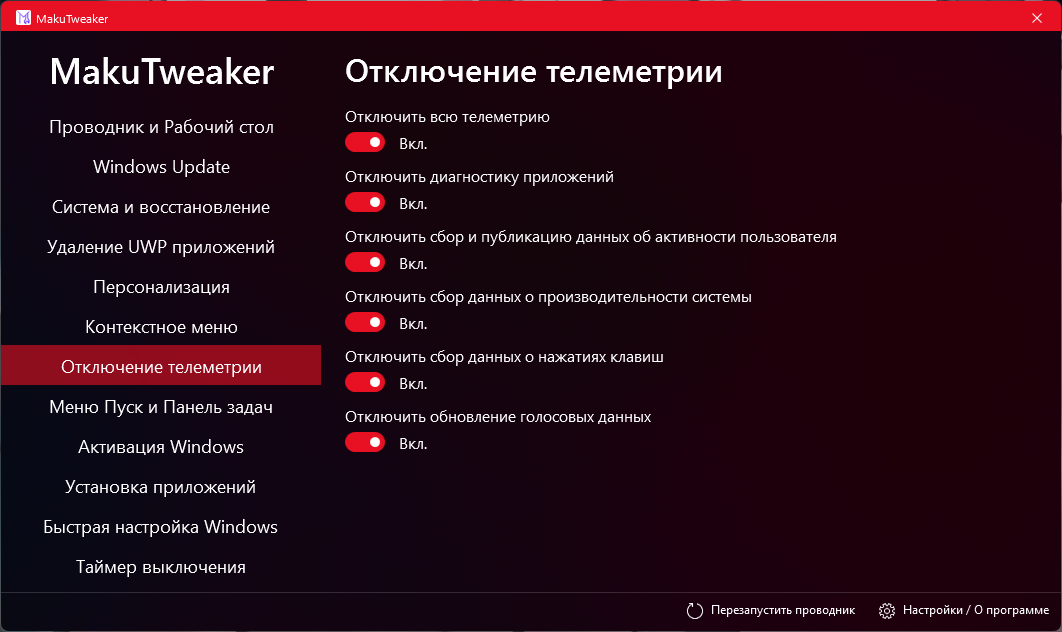 MakuTweaker
MakuTweaker
Проводник и Рабочий стол
Windows Update
Система и восстановление
Удаление UWP приложений
Персонализация
Контекстное меню
Отключение телеметрии
Меню Пуск и Панель задач
Активация Windows
Установка приложений
Быстрая настройка Windows
Таймер выключения
Отключение телеметрии
Отключить всю телеметрию
Вкл.
Отключить диагностику приложений
Вкл.
Отключить сбор и публикацию данных об активности пользователя
Вкл.
Отключить сбор данных о производительности системы
Вкл.
Отключить сбор данных о нажатиях клавиш
Вкл.
Отключить обновление голосовых данных
Вкл.
Перезапустить проводник
Настройки / О программе